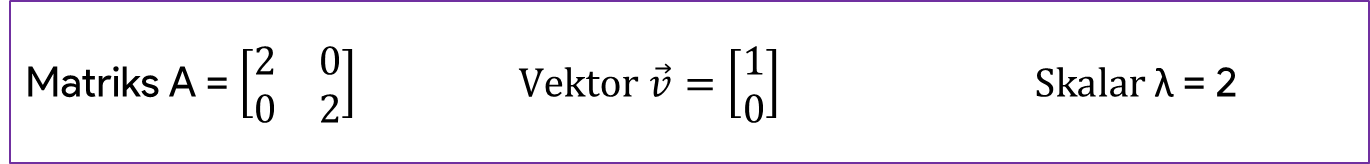 Matriks A = [2 0; 0 2] Vektor v⃗ = [1; 0] Skalar λ = 2